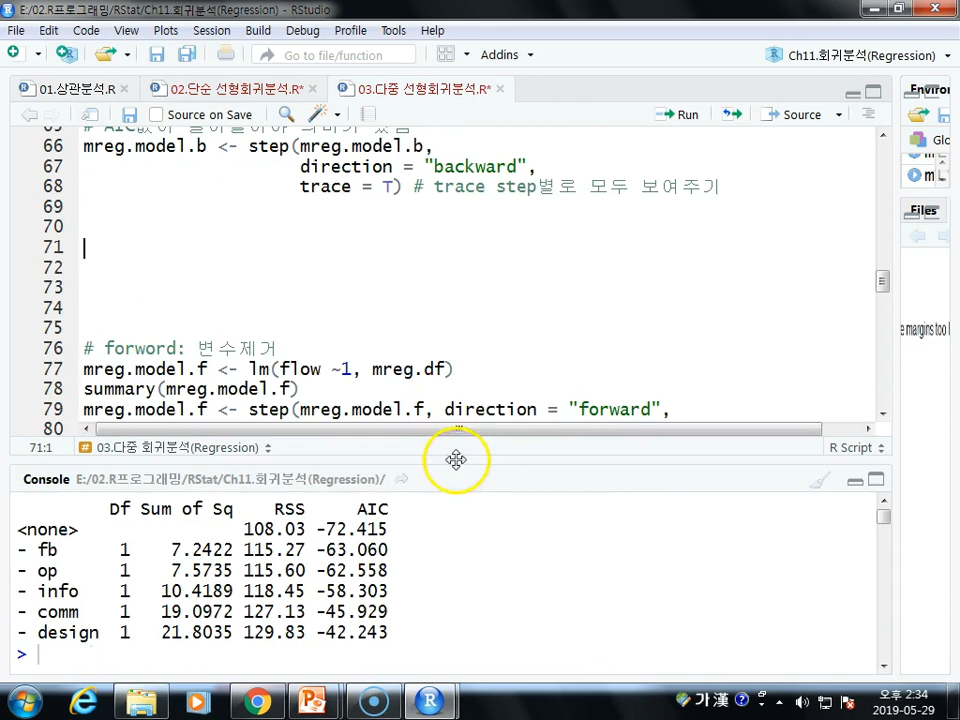 E:/02.R프로그래밍/RStat/Ch11.회귀분석(Regression) - RStudio
File Edit Code View Plots Session Build Debug Profile Tools Help
Go to file/function Addins Ch11.회귀분석(Regression)
01.상관분석.R 02.단순 선형회귀분석.R* 03.다중 선형회귀분석.R* Environ
Source on Save Run Source
Glo
66 mreg.model.b <- step(mreg.model.b,
67 direction = "backward",
68 trace = T) # trace step별로 모두 보여주기
69
70
71
72
73
74
75
76 # forword: 변수제거
77 mreg.model.f <- lm(flow ~1, mreg.df)
78 summary(mreg.model.f)
79 mreg.model.f <- step(mreg.model.f, direction = "forward",
80
Files
e margins too l
71:1 03.다중 회귀분석(Regression) R Script
Console E:/02.R프로그래밍/RStat/Ch11.회귀분석(Regression)/
Df Sum of Sq RSS AIC
<none> 108.03 -72.415
- fb 1 7.2422 115.27 -63.060
- op 1 7.5735 115.60 -62.558
- info 1 10.4189 118.45 -58.303
- comm 1 19.0972 127.13 -45.929
- design 1 21.8035 129.83 -42.243
>
가 漢 오후 2:34
2019-05-29